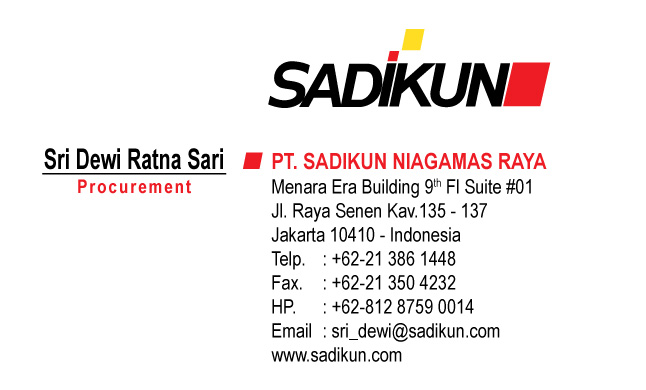 SADIKUN
Sri Dewi Ratna Sari
Procurement
PT. SADIKUN NIAGAMAS RAYA
Menara Era Building 9th Fl Suite #01
Jl. Raya Senen Kav.135 - 137
Jakarta 10410 - Indonesia
Telp. : +62-21 386 1448
Fax. : +62-21 350 4232
HP. : +62-812 8759 0014
Email : sri_dewi@sadikun.com
www.sadikun.com